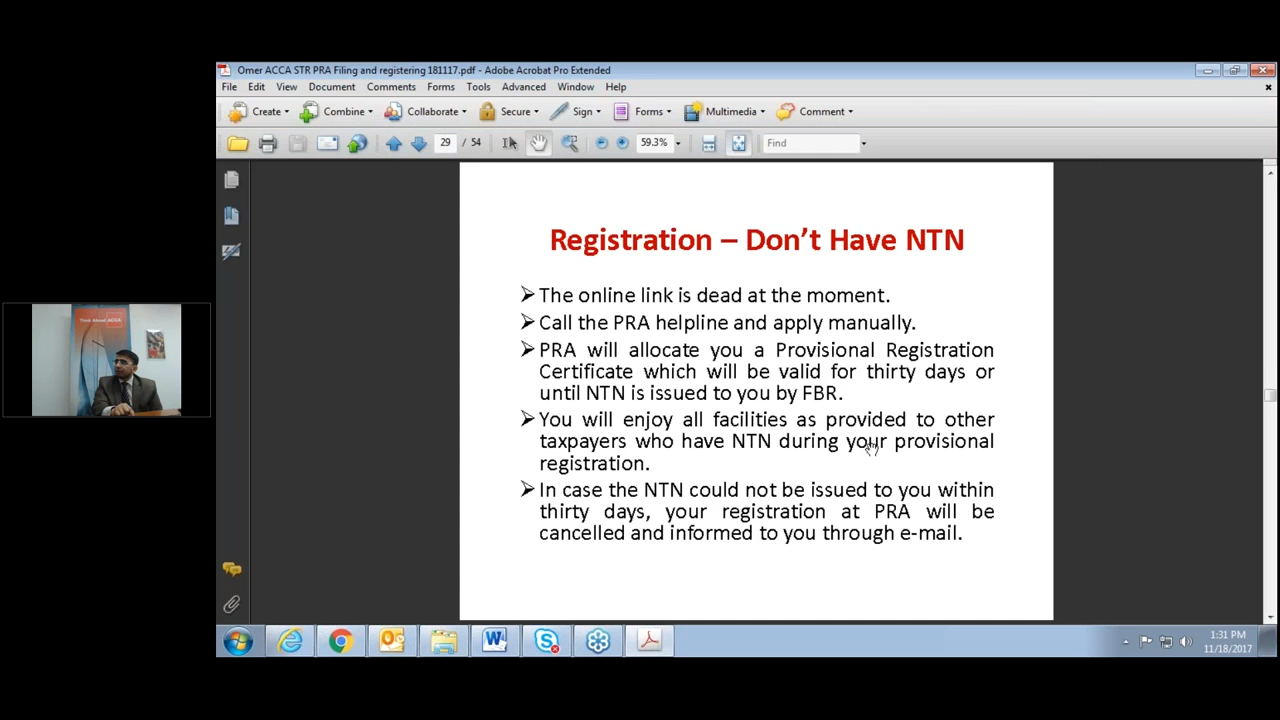 Omer ACCA STR PRA Filing and registering 181117.pdf - Adobe Acrobat Pro Extended
File Edit View Document Comments Forms Tools Advanced Window Help
Create Combine Collaborate Secure Sign Forms Multimedia Comment
29 / 54 59.3% Find
Registration – Don't Have NTN
The online link is dead at the moment.
Call the PRA helpline and apply manually.
PRA will allocate you a Provisional Registration
Certificate which will be valid for thirty days or
until NTN is issued to you by FBR.
You will enjoy all facilities as provided to other
taxpayers who have NTN during your provisional
registration.
In case the NTN could not be issued to you within
thirty days, your registration at PRA will be
cancelled and informed to you through e-mail.
Think Ahead ACCA
1:31 PM
11/18/2017